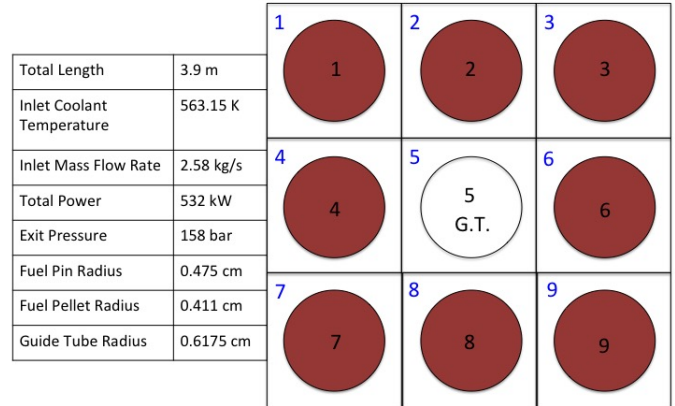 Total Length 3.9 m
Inlet Coolant 563.15 K
Temperature
Inlet Mass Flow Rate 2.58 kg/s
Total Power 532 kW
Exit Pressure 158 bar
Fuel Pin Radius 0.475 cm
Fuel Pellet Radius 0.411 cm
Guide Tube Radius 0.6175 cm
1 2 3
1 2 3
4 5 6
4 5 6
G.T.
7 8 9
7 8 9